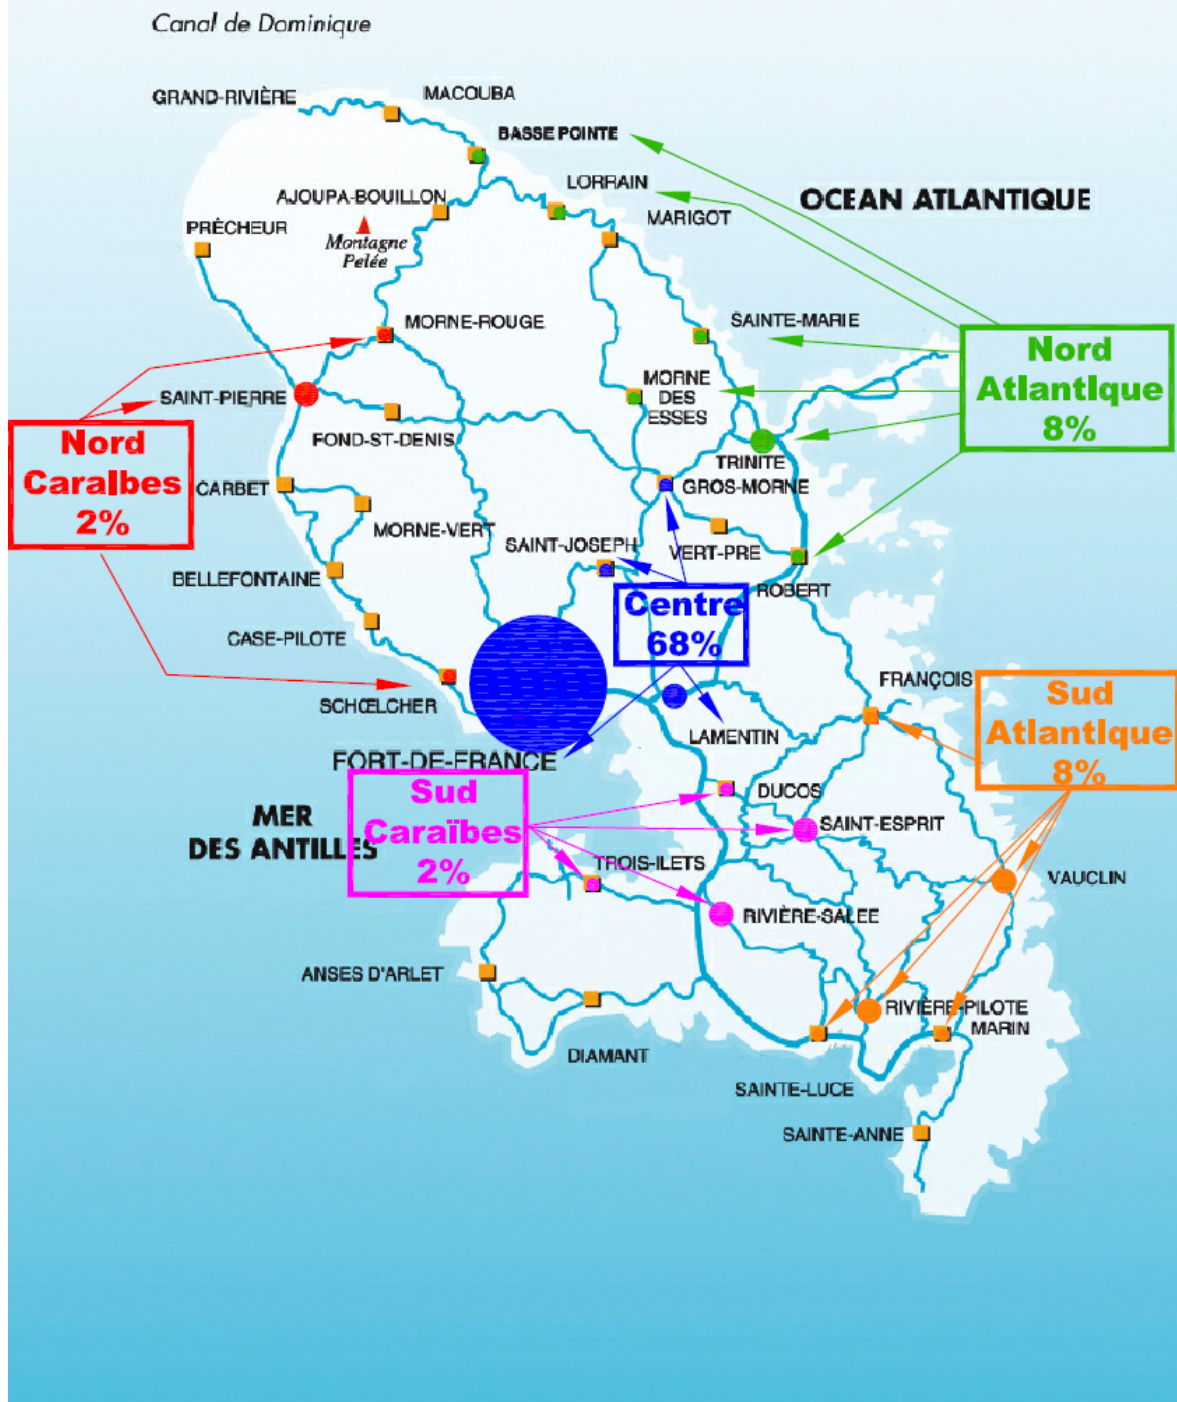 Canal de Dominique
GRAND-RIVIÈRE
MACOUBA
BASSE POINTE
AJOUPA-BOUILLON
LORRAIN
MARIGOT
OCEAN ATLANTIQUE
PRÊCHEUR
Montagne
Pelée
MORNE-ROUGE
SAINTE-MARIE
Nord
Atlantique
8%
SAINT-PIERRE
MORNE
DES
ESSES
FOND-ST-DENIS
Nord
Caraïbes
2%
TRINITE
CARBET
GROS-MORNE
MORNE-VERT
SAINT-JOSEPH
VERT-PRE
BELLEFONTAINE
ROBERT
Centre
68%
CASE-PILOTE
FRANÇOIS
SCHŒLCHER
LAMENTIN
Sud
Atlantique
8%
FORT-DE-FRANCE
Sud
Caraïbes
2%
DUCOS
MER
DES ANTILLES
SAINT-ESPRIT
TROIS-ILETS
VAUCLIN
RIVIÈRE-SALEE
ANSES D'ARLET
RIVIÈRE-PILOTE
MARIN
DIAMANT
SAINTE-LUCE
SAINTE-ANNE